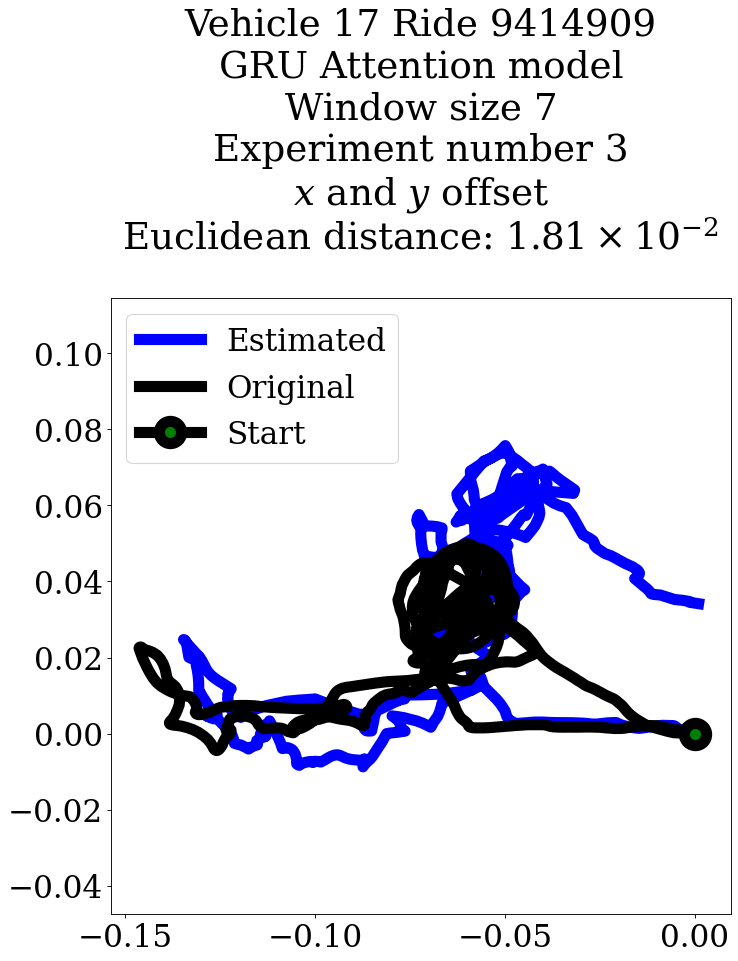 Vehicle 17 Ride 9414909
GRU Attention model
Window size 7
Experiment number 3
x and y offset
Euclidean distance: 1.81 × 10⁻²
Estimated
Original
Start
0.10
0.08
0.06
0.04
0.02
0.00
−0.02
−0.04
−0.15 −0.10 −0.05 0.00